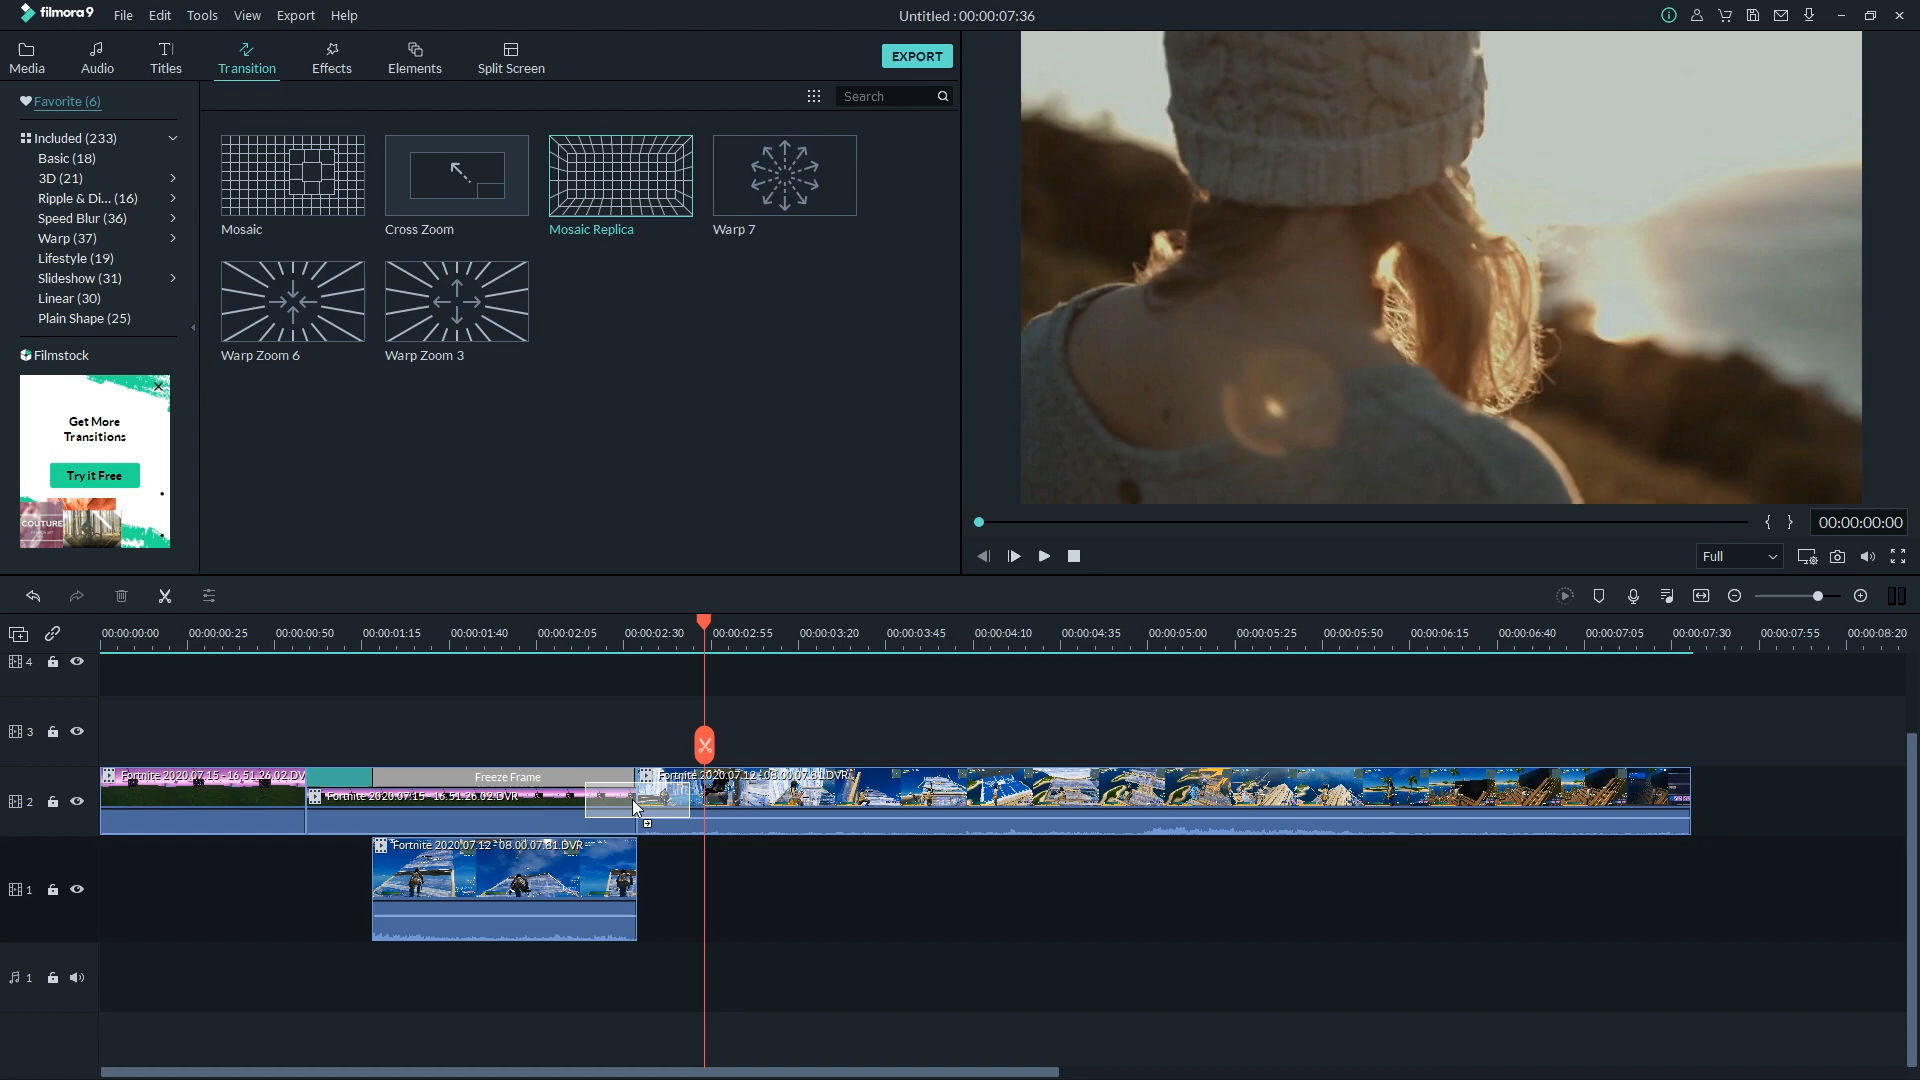 filmora9 File Edit Tools View Export Help Untitled : 00:00:07:36
Media Audio Titles Transition Effects Elements Split Screen EXPORT
Search
Favorite (6)
Included (233)
Basic (18)
3D (21)
Ripple & Di... (16)
Speed Blur (36)
Warp (37)
Lifestyle (19)
Slideshow (31)
Linear (30)
Plain Shape (25)
Filmstock
Get More
Transitions
Try it Free
COUTURE
Mosaic Cross Zoom Mosaic Replica Warp 7
Warp Zoom 6 Warp Zoom 3
{ } 00:00:00:00
Full
00:00:00:00 00:00:00:25 00:00:00:50 00:00:01:15 00:00:01:40 00:00:02:05 00:00:02:30 00:00:02:55 00:00:03:20 00:00:03:45 00:00:04:10 00:00:04:35 00:00:05:00 00:00:05:25 00:00:05:50 00:00:06:15 00:00:06:40 00:00:07:05 00:00:07:30 00:00:07:55 00:00:08:20
4
3
Fortnite 2020.07.15 - 16.51.26.02.DV Freeze Frame Fortnite 2020.07.12 - 08.00.07.81.DVR
2 Fortnite 2020.07.15 - 16.51.26.02.DVR
Fortnite 2020.07.12 - 08.00.07.81.DVR
1
1